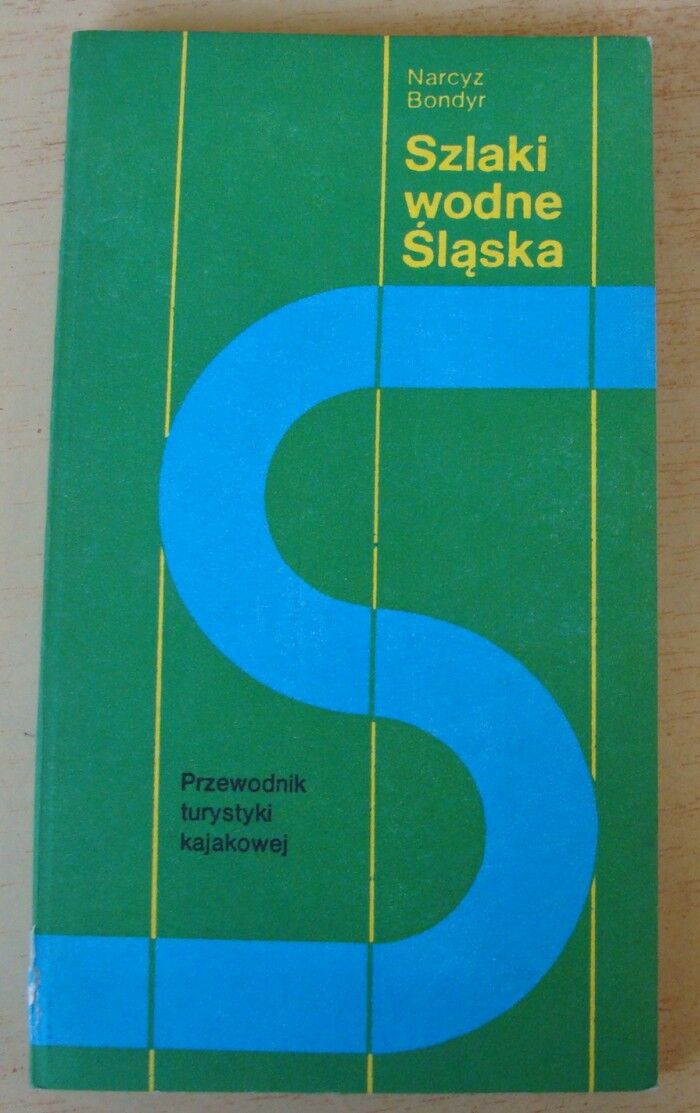 Narcyz
Bondyr
Szlaki
wodne
Śląska
Przewodnik
turystyki
kajakowej